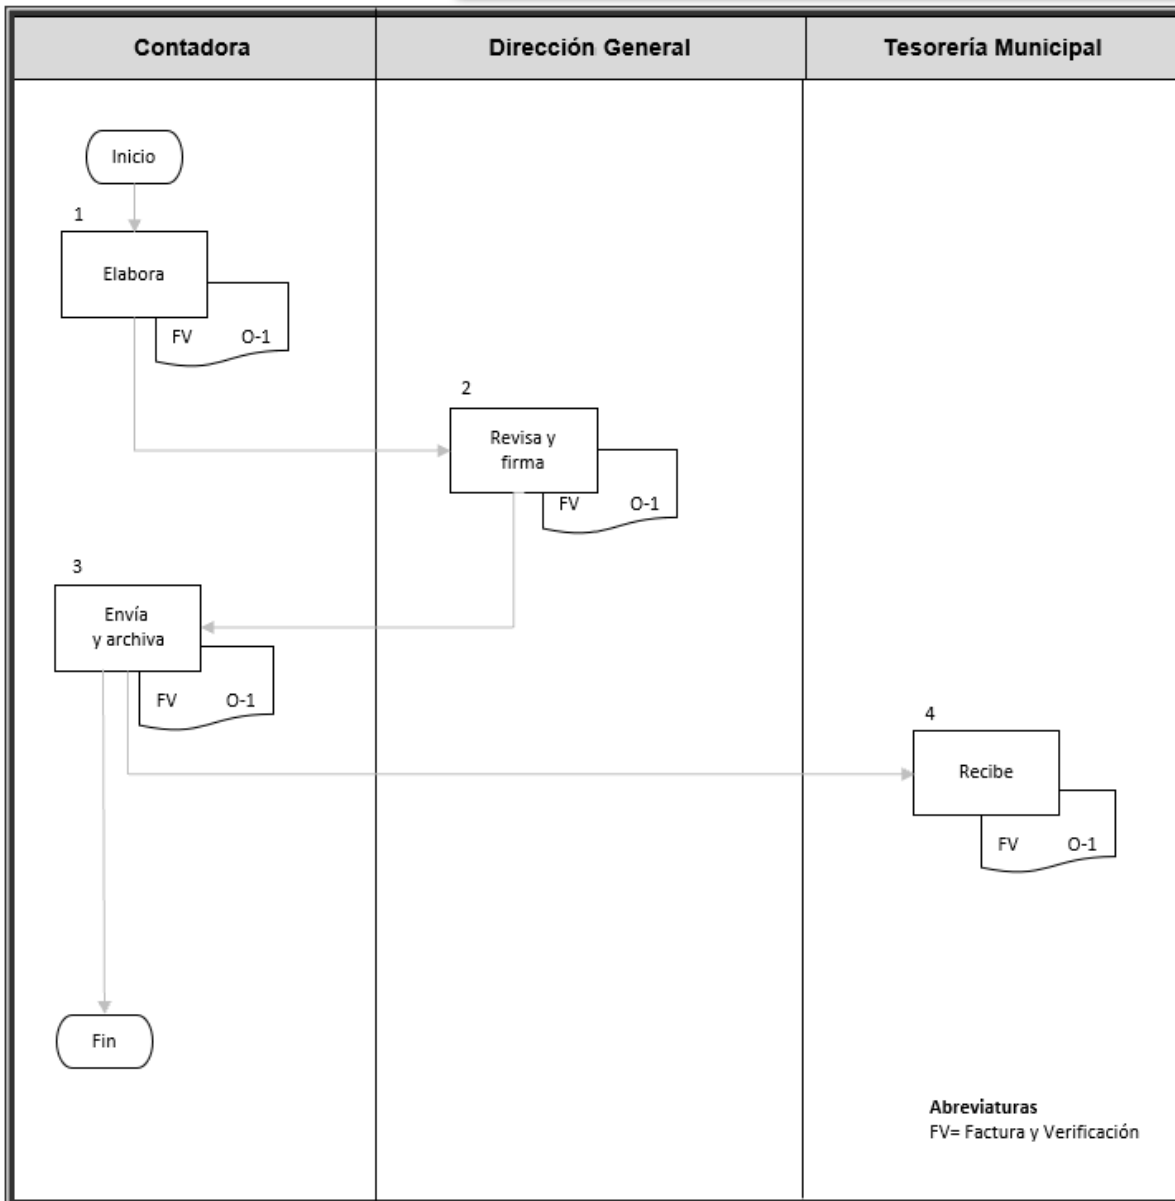 Contadora
Dirección General
Tesorería Municipal
Inicio
1
Elabora
FV O-1
2
Revisa y
firma
FV O-1
3
Envía
y archiva
FV O-1
4
Recibe
FV O-1
Fin
Abreviaturas
FV= Factura y Verificación